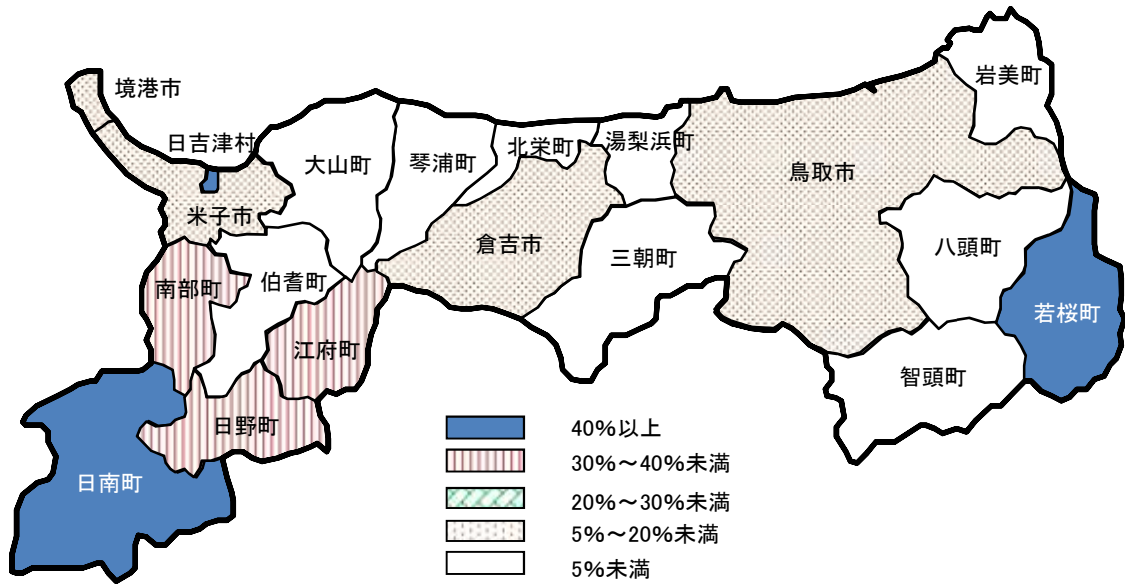 岩美町
境港市
日吉津村
大山町
琴浦町
北栄町
湯梨浜町
鳥取市
米子市
倉吉市
三朝町
八頭町
南部町
伯耆町
若桜町
江府町
智頭町
日野町
日南町
40%以上
30%～40%未満
20%～30%未満
5%～20%未満
5%未満